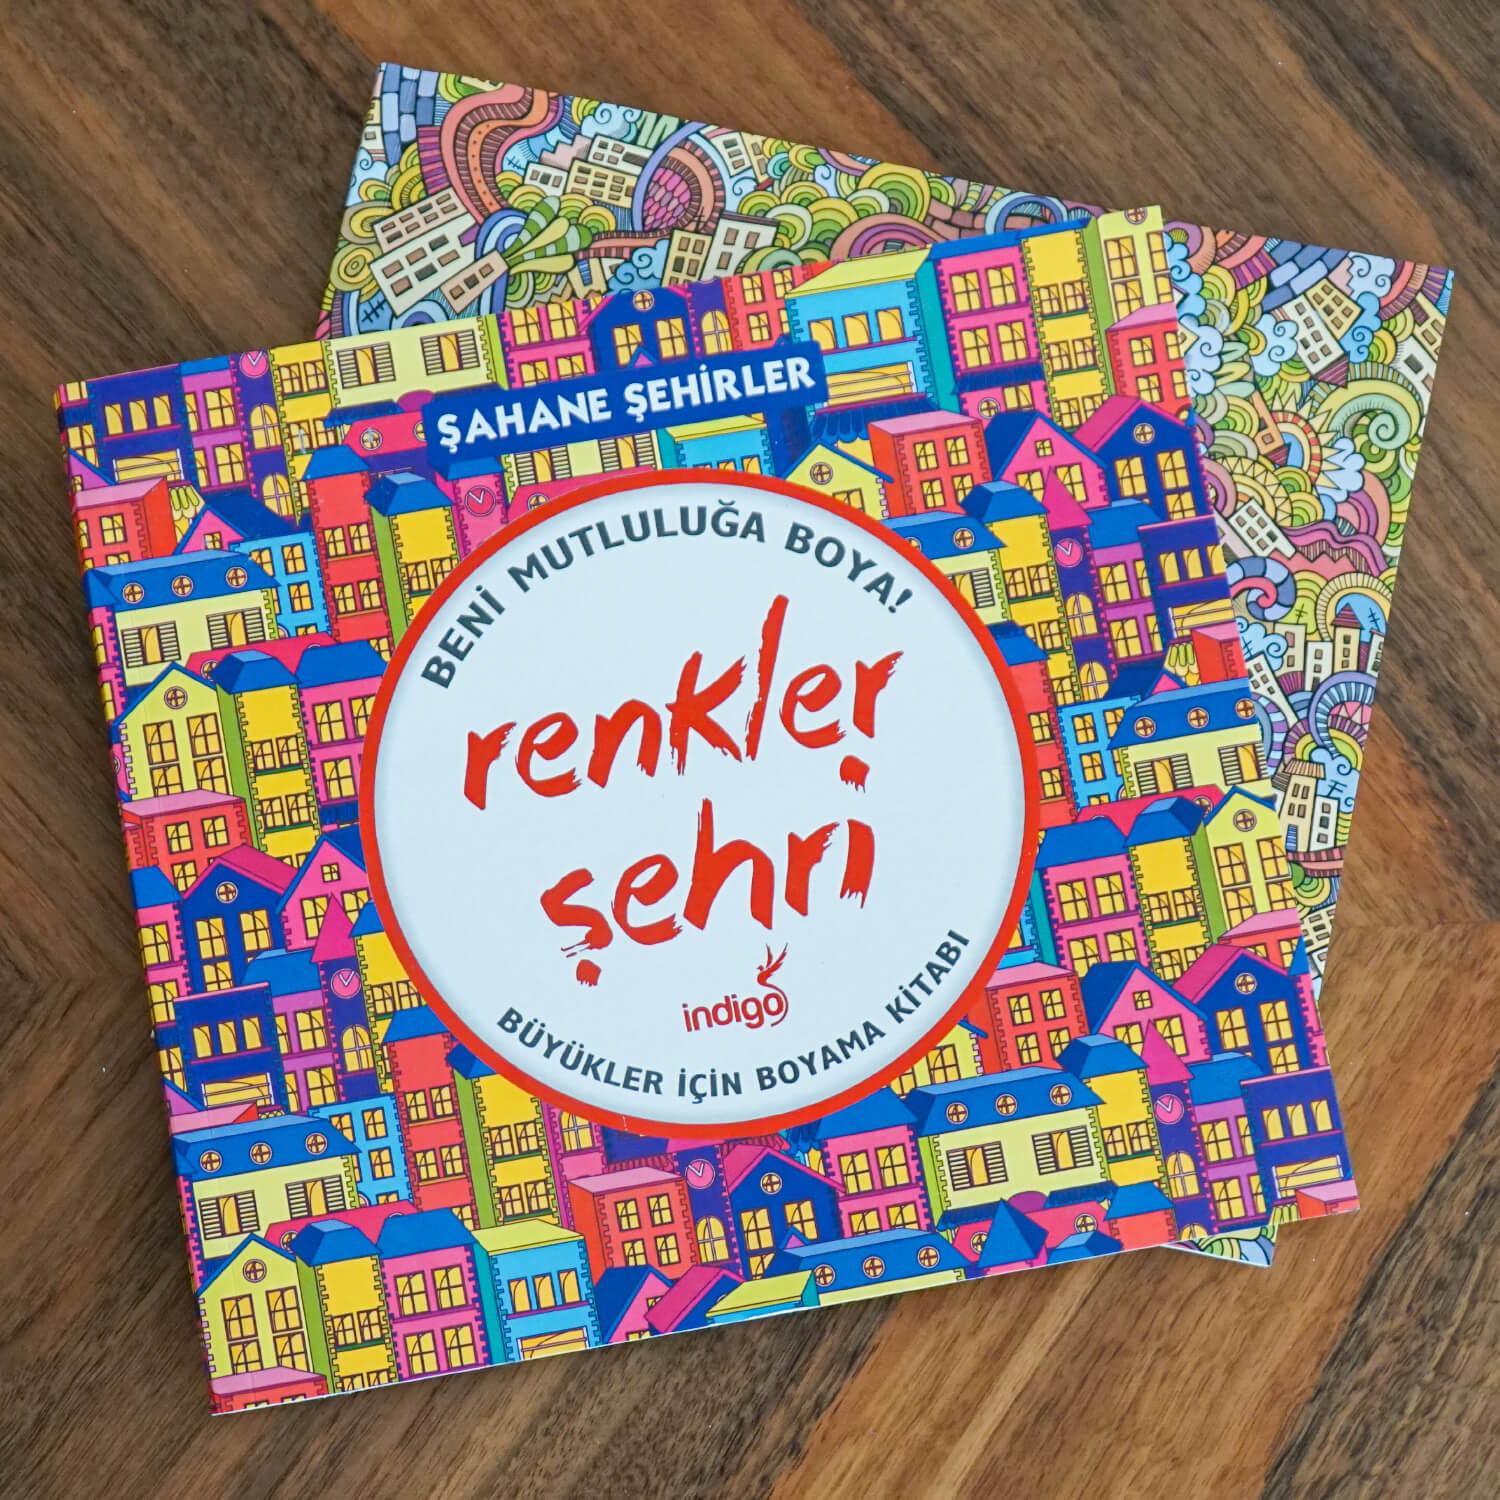 ŞAHANE ŞEHİRLER
BENİ MUTLULUĞA BOYA!
renkler
şehri
indigo
BÜYÜKLER İÇİN BOYAMA KİTABI